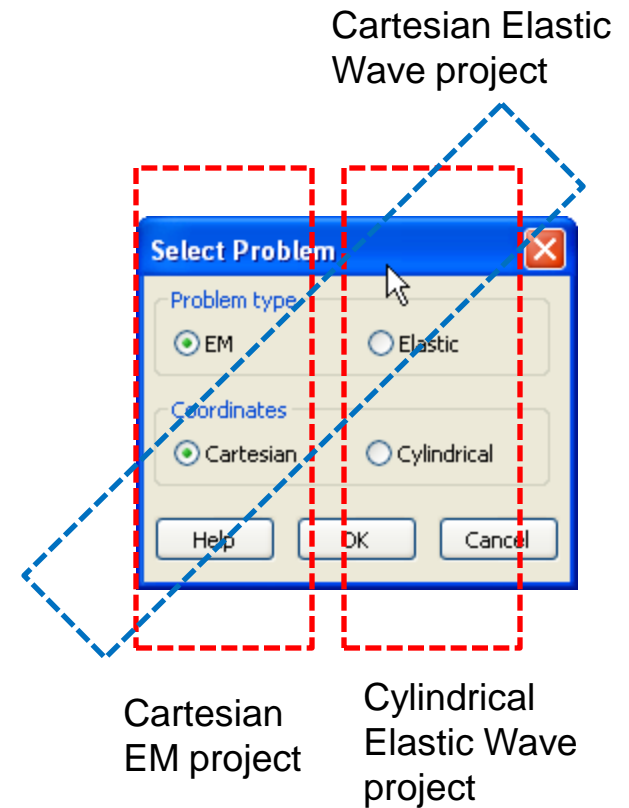 Cartesian Elastic
Wave project
Select Problem
Problem type
EM
Elastic
Coordinates
Cartesian
Cylindrical
Help
OK
Cancel
Cartesian
EM project
Cylindrical
Elastic Wave
project